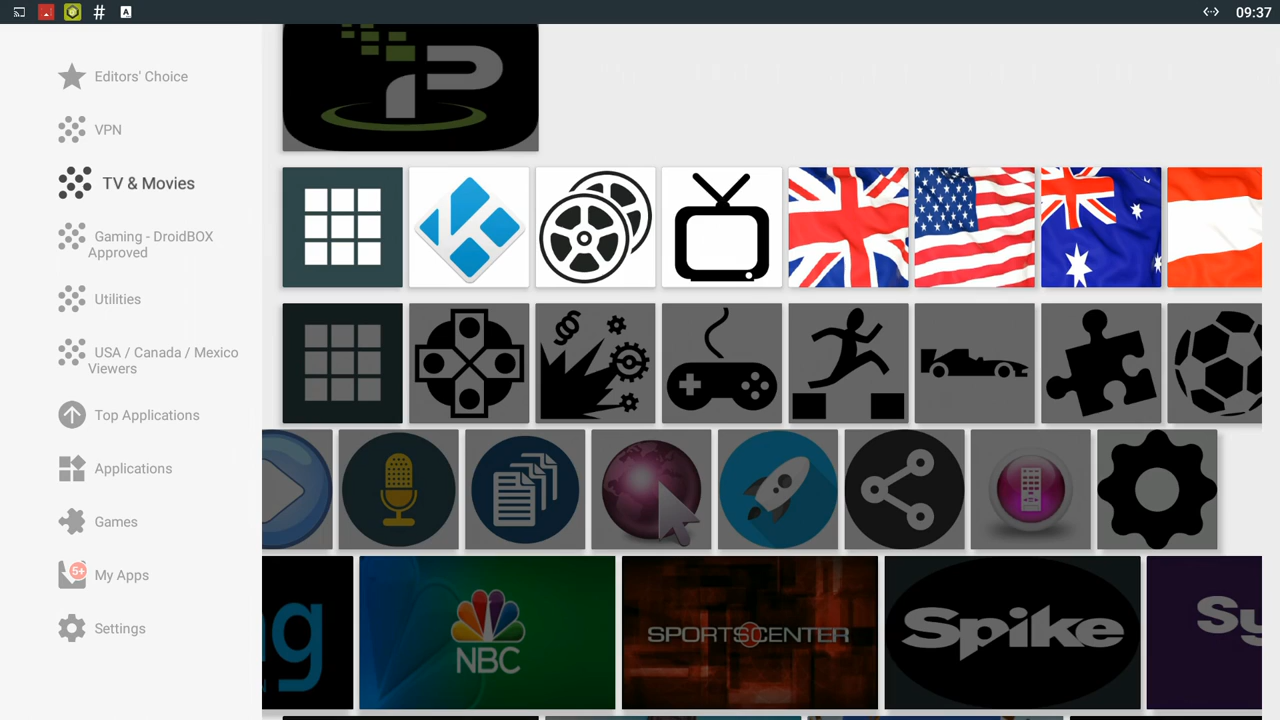 09:37
Editors' Choice
VPN
TV & Movies
Gaming - DroidBOX
Approved
Utilities
USA / Canada / Mexico
Viewers
Top Applications
Applications
Games
5+
My Apps
Settings
P
#
A
g
NBC
SPORTSCENTER
Spike
Sy